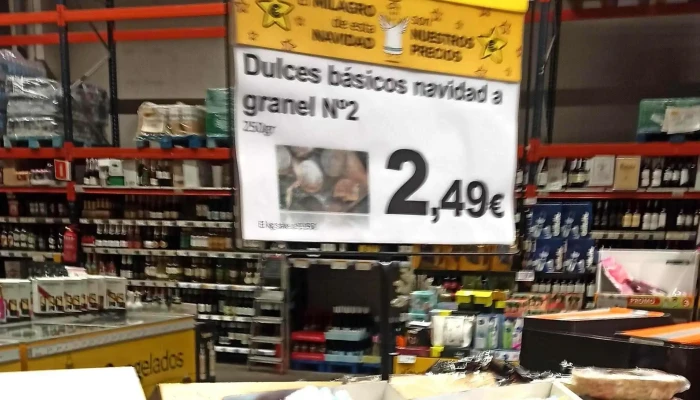 El MILAGRO
de esta
NAVIDAD
son
NUESTROS
PRECIOS
Dulces básicos navidad a
granel Nº2
250gr
2,49€
gelados
PROMO